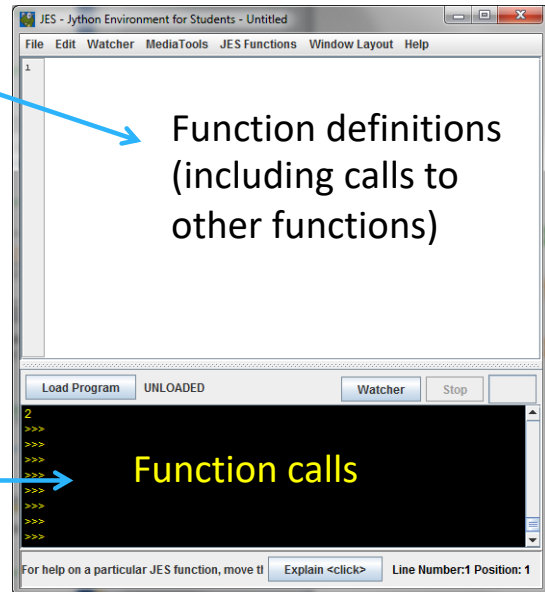 JES - Jython Environment for Students - Untitled
File Edit Watcher MediaTools JES Functions Window Layout Help
1
Function definitions
(including calls to
other functions)
Load Program UNLOADED Watcher Stop
2
>>>
>>>
>>>
>>>
>>>
>>>
>>>
>>>
Function calls
For help on a particular JES function, move tl Explain <click> Line Number:1 Position: 1